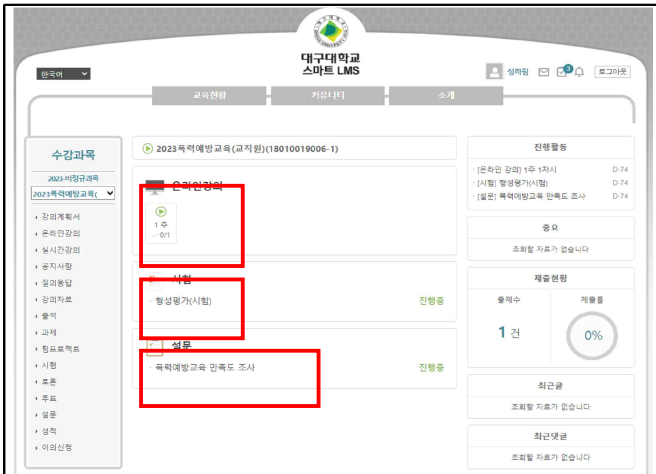 대구대학교
스마트 LMS
한국어
성하림
3
로그아웃
교육현황
커뮤니티
소개
수강과목
2023-비정규과목
2023폭력예방교육(
강의계획서
온라인강의
실시간강의
공지사항
질의응답
강의자료
출석
과제
팀프로젝트
시험
토론
투표
설문
성적
이의신청
2023폭력예방교육(교직원)(18010019006-1)
온라인강의
1 주
0/1
시험
· 형성평가(시험)
진행중
설문
· 폭력예방교육 만족도 조사
진행중
진행활동
· [온라인 강의] 1주 1차시 D-74
· [시험] 형성평가(시험) D-74
· [설문] 폭력예방교육 만족도 조사 D-74
중요
조회할 자료가 없습니다
제출현황
출제수
제출률
1 건
0%
최근글
조회할 자료가 없습니다
최근댓글
조회할 자료가 없습니다